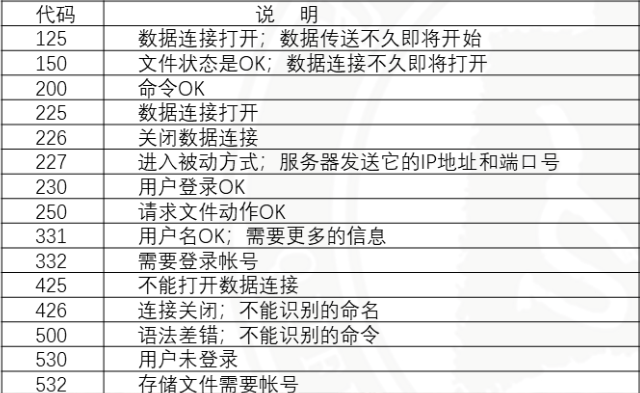 代码 说 明
125 数据连接打开；数据传送不久即将开始
150 文件状态是OK；数据连接不久即将打开
200 命令OK
225 数据连接打开
226 关闭数据连接
227 进入被动方式；服务器发送它的IP地址和端口号
230 用户登录OK
250 请求文件动作OK
331 用户名OK；需要更多的信息
332 需要登录帐号
425 不能打开数据连接
426 连接关闭；不能识别的命名
500 语法差错；不能识别的命令
530 用户未登录
532 存储文件需要帐号